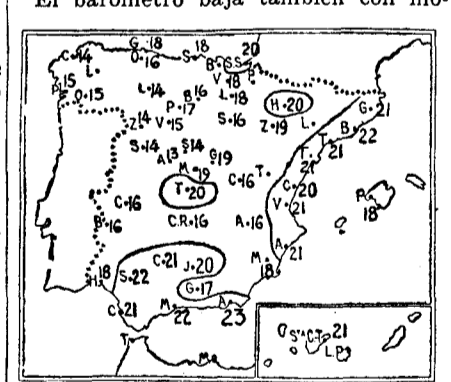 El barómetro baja también con mo-
G 18 18 20
C·14 O·16 S· B· S.S.
L· V·18 P
P·15 O·15 L·14 B·16 L·18 H·20 G·21
P·17
Z·14 V·15 S·16 Z·19 L· B·22
T·21
S·14 S·14 G·19 T·21
A·13 M·19
T·20 C·16 T· C·20 P·18
C·16 V·21
B·16 C.R.·16 A·16
A·21
H·18 S·22 C·21 J·20 M·18
G·17
C·21 M·22 A·23
T· S.ᵃC.T· 21
M· L.P.